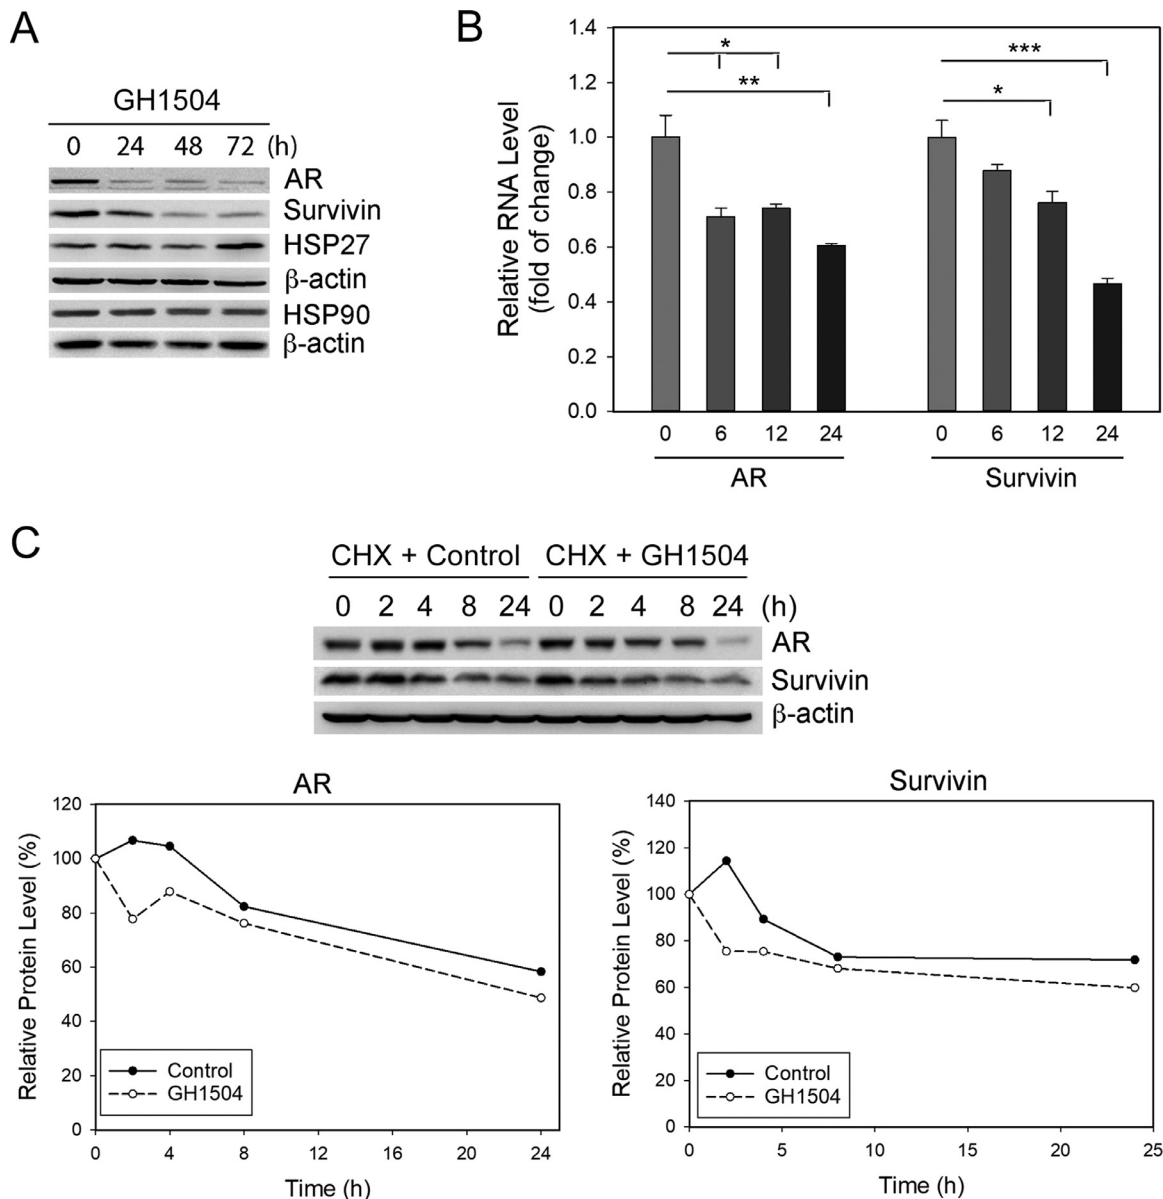 A
GH1504
0 24 48 72 (h)
AR
Survivin
HSP27
β-actin
HSP90
β-actin
B
Relative RNA Level
(fold of change)
1.4
1.2
1.0
0.8
0.6
0.4
0.2
0.0
*
**
***
*
0 6 12 24 0 6 12 24
AR Survivin
C
CHX + Control CHX + GH1504
0 2 4 8 24 0 2 4 8 24 (h)
AR
Survivin
β-actin
AR
Relative Protein Level (%)
120
100
80
60
40
20
0
Control
GH1504
0 4 8 12 16 20 24
Time (h)
Survivin
Relative Protein Level (%)
140
120
100
80
60
40
20
0
Control
GH1504
0 5 10 15 20 25
Time (h)